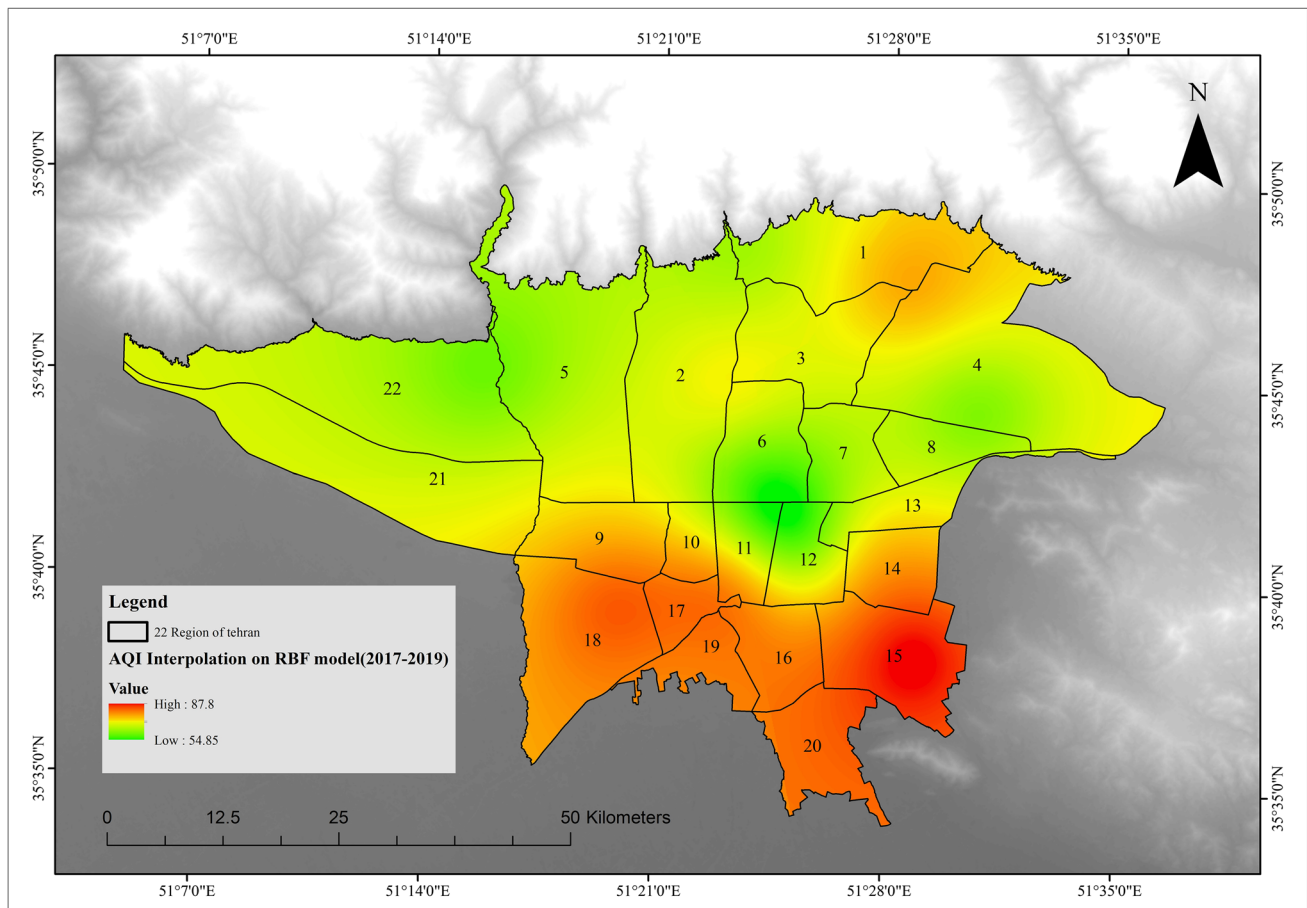 51°7'0"E 51°14'0"E 51°21'0"E 51°28'0"E 51°35'0"E
N
35°50'0"N
35°50'0"N
1
35°45'0"N
3
4
5
2
22
35°45'0"N
6
7
8
21
13
9
10
11
12
14
35°40'0"N
35°40'0"N
17
18
19
16
15
20
Legend
22 Region of tehran
AQI Interpolation on RBF model(2017-2019)
Value
High : 87.8
Low : 54.85
35°35'0"N
35°35'0"N
0 12.5 25 50 Kilometers
51°7'0"E 51°14'0"E 51°21'0"E 51°28'0"E 51°35'0"E